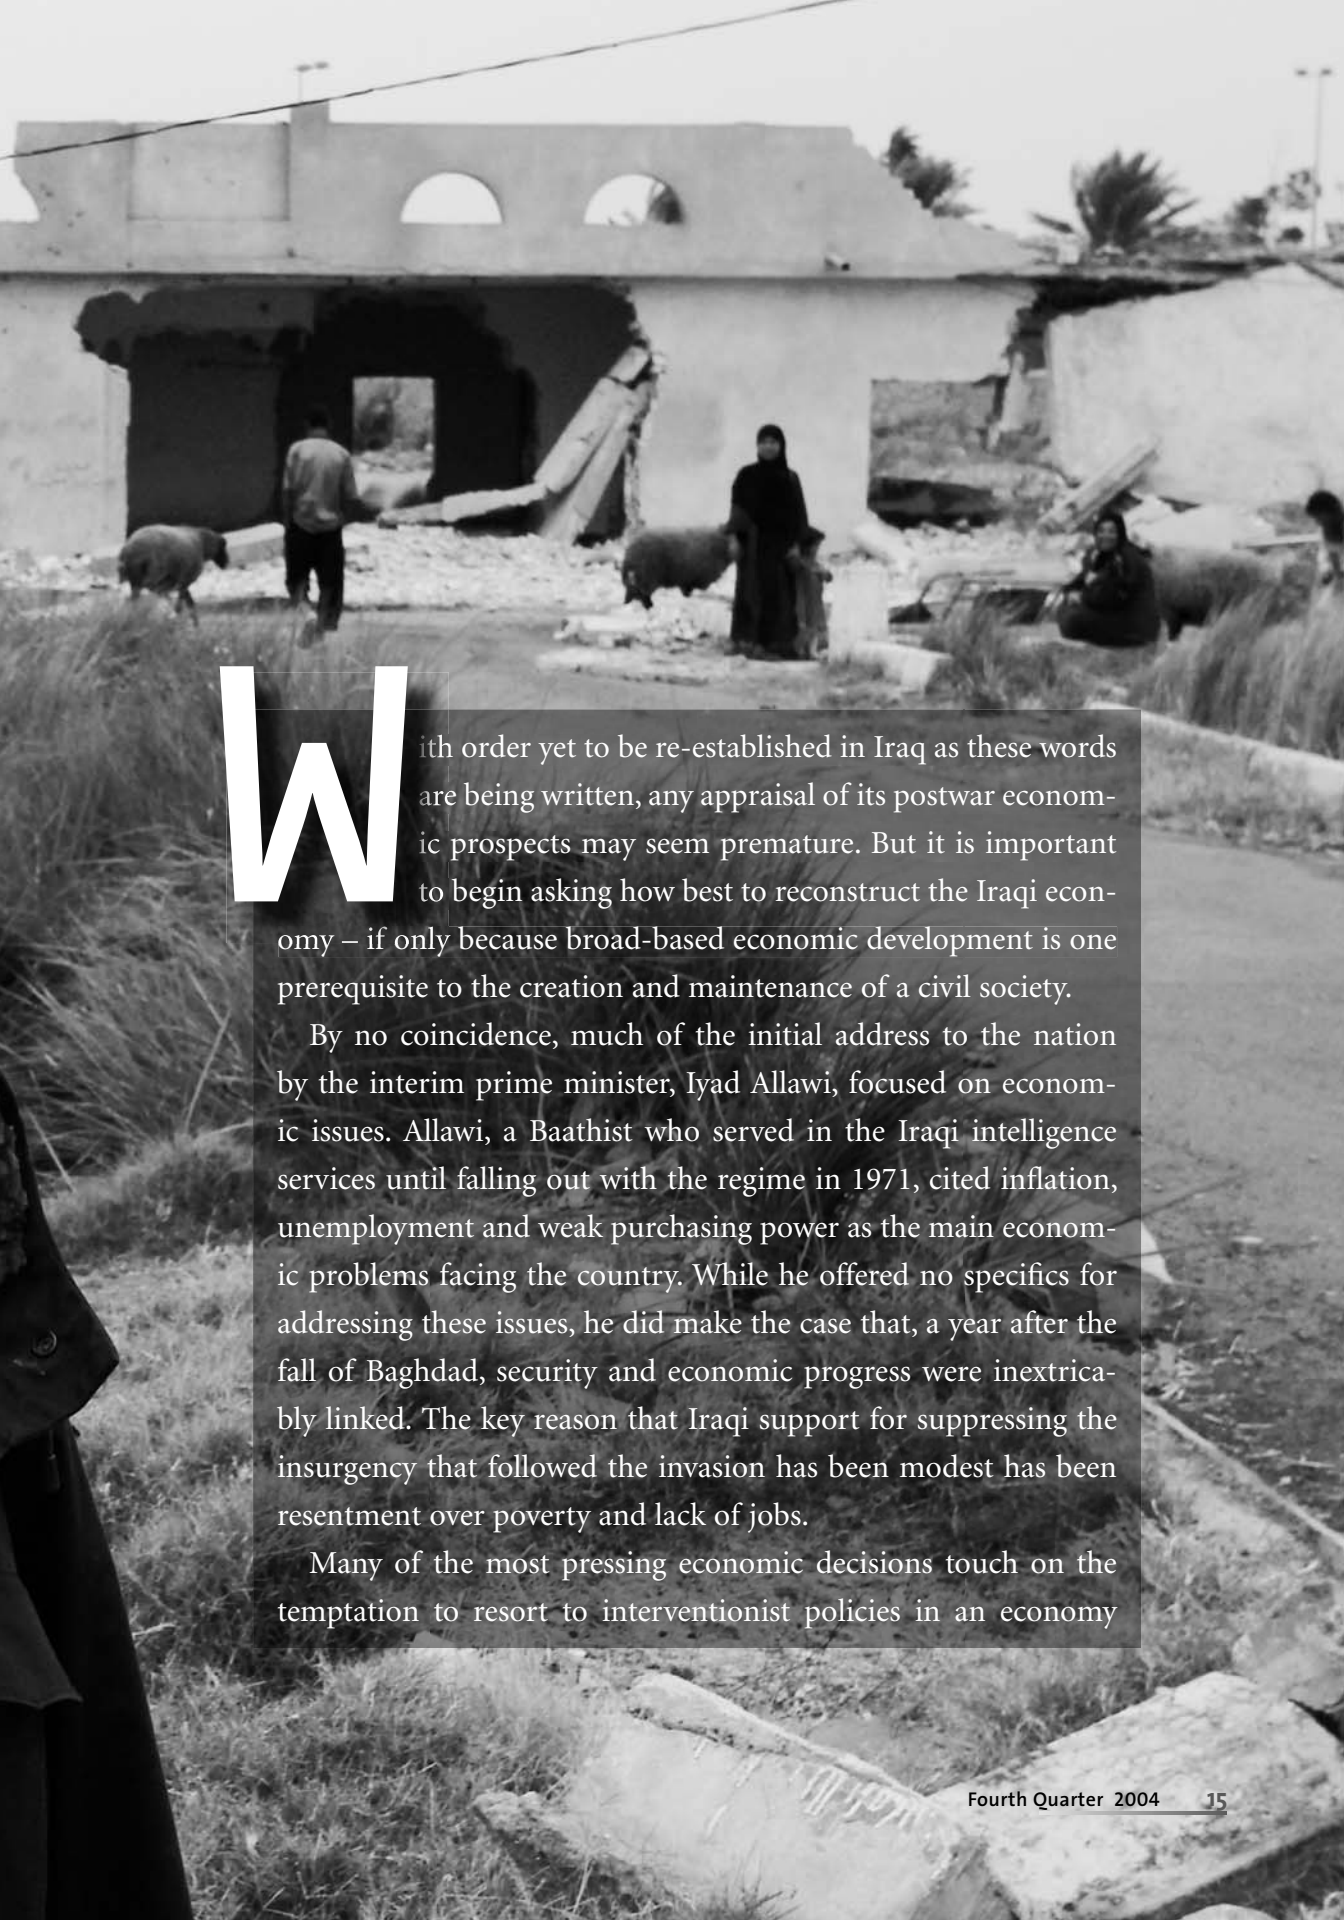 With order yet to be re-established in Iraq as these words
are being written, any appraisal of its postwar econom-
ic prospects may seem premature. But it is important
to begin asking how best to reconstruct the Iraqi econ-
omy – if only because broad-based economic development is one
prerequisite to the creation and maintenance of a civil society.
By no coincidence, much of the initial address to the nation
by the interim prime minister, Iyad Allawi, focused on econom-
ic issues. Allawi, a Baathist who served in the Iraqi intelligence
services until falling out with the regime in 1971, cited inflation,
unemployment and weak purchasing power as the main econom-
ic problems facing the country. While he offered no specifics for
addressing these issues, he did make the case that, a year after the
fall of Baghdad, security and economic progress were inextrica-
bly linked. The key reason that Iraqi support for suppressing the
insurgency that followed the invasion has been modest has been
resentment over poverty and lack of jobs.
Many of the most pressing economic decisions touch on the
temptation to resort to interventionist policies in an economy
Fourth Quarter 2004 15